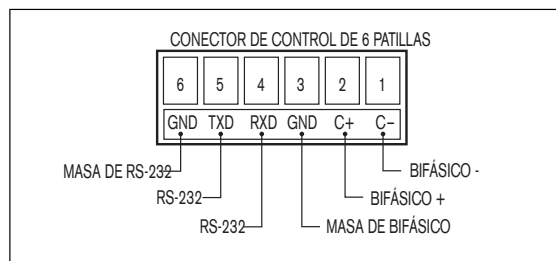 CONECTOR DE CONTROL DE 6 PATILLAS
6 5 4 3 2 1
GND TXD RXD GND C+ C-
MASA DE RS-232
BIFÁSICO -
RS-232
BIFÁSICO +
RS-232
MASA DE BIFÁSICO